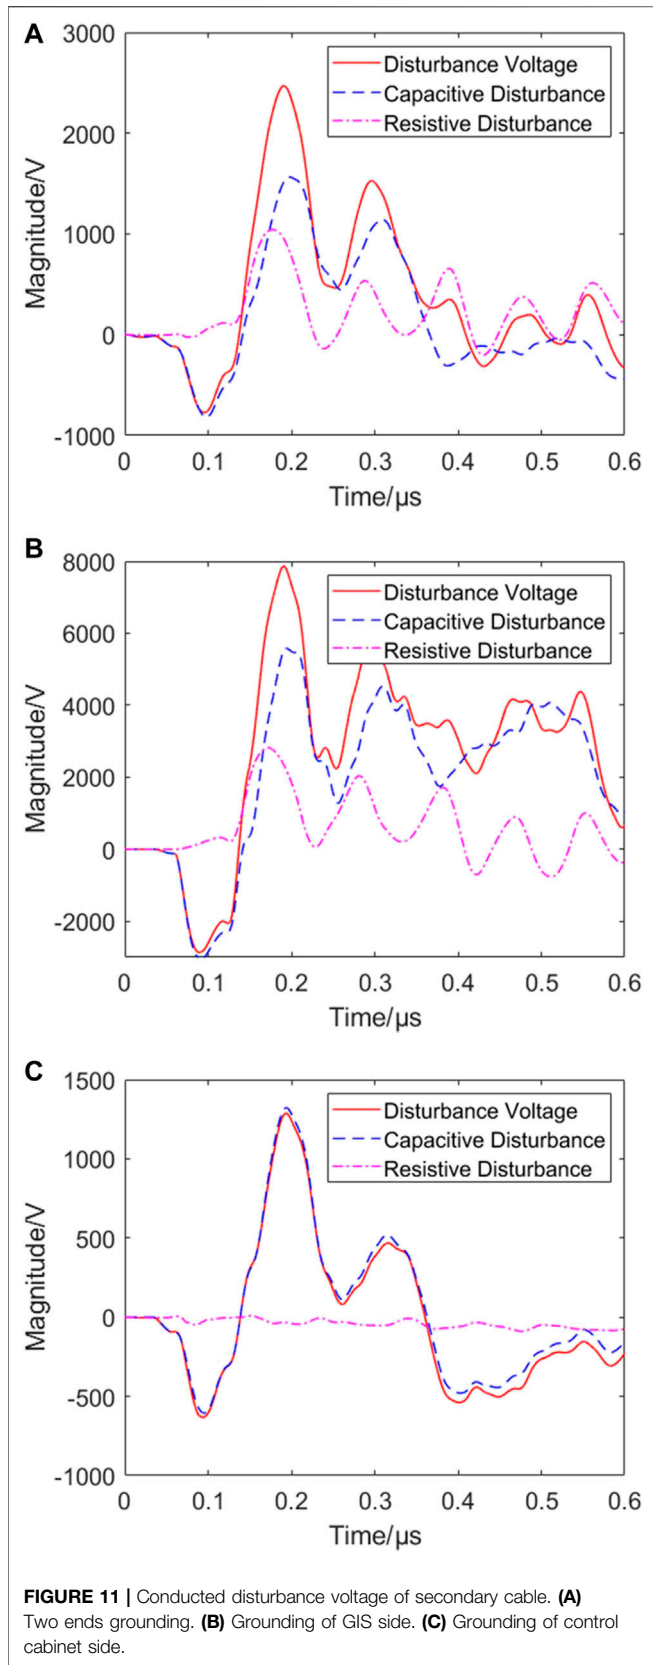 A
3000
2000
1000
0
-1000
Magnitude/V
Disturbance Voltage
Capacitive Disturbance
Resistive Disturbance
0 0.1 0.2 0.3 0.4 0.5 0.6
Time/μs
B
8000
6000
4000
2000
0
-2000
Magnitude/V
Disturbance Voltage
Capacitive Disturbance
Resistive Disturbance
0 0.1 0.2 0.3 0.4 0.5 0.6
Time/μs
C
1500
1000
500
0
-500
-1000
Magnitude/V
Disturbance Voltage
Capacitive Disturbance
Resistive Disturbance
0 0.1 0.2 0.3 0.4 0.5 0.6
Time/μs
FIGURE 11 | Conducted disturbance voltage of secondary cable. (A)
Two ends grounding. (B) Grounding of GIS side. (C) Grounding of control
cabinet side.